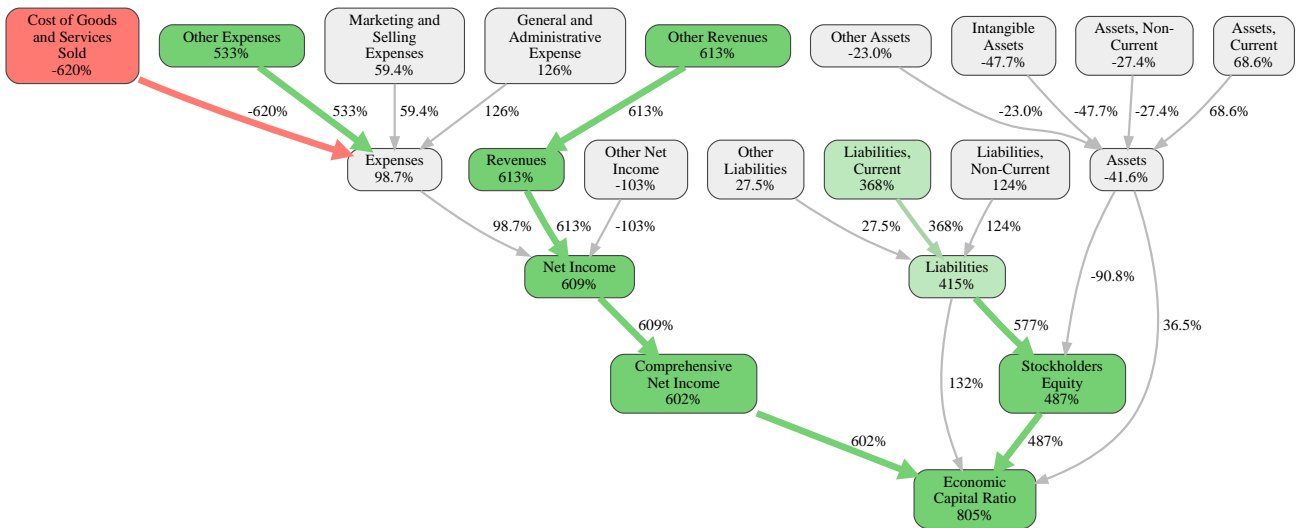 Cost of Goods
and Services
Sold
-620%
Other Expenses
533%
Marketing and
Selling
Expenses
59.4%
General and
Administrative
Expense
126%
Other Revenues
613%
Other Assets
-23.0%
Intangible
Assets
-47.7%
Assets, Non-
Current
-27.4%
Assets,
Current
68.6%
-620%
533%
59.4%
126%
613%
-23.0%
-47.7%
-27.4%
68.6%
Expenses
98.7%
Revenues
613%
Other Net
Income
-103%
Other
Liabilities
27.5%
Liabilities,
Current
368%
Liabilities,
Non-Current
124%
Assets
-41.6%
98.7%
613%
-103%
27.5%
368%
124%
Net Income
609%
Liabilities
415%
-90.8%
609%
577%
36.5%
Comprehensive
Net Income
602%
132%
Stockholders
Equity
487%
602%
487%
Economic
Capital Ratio
805%